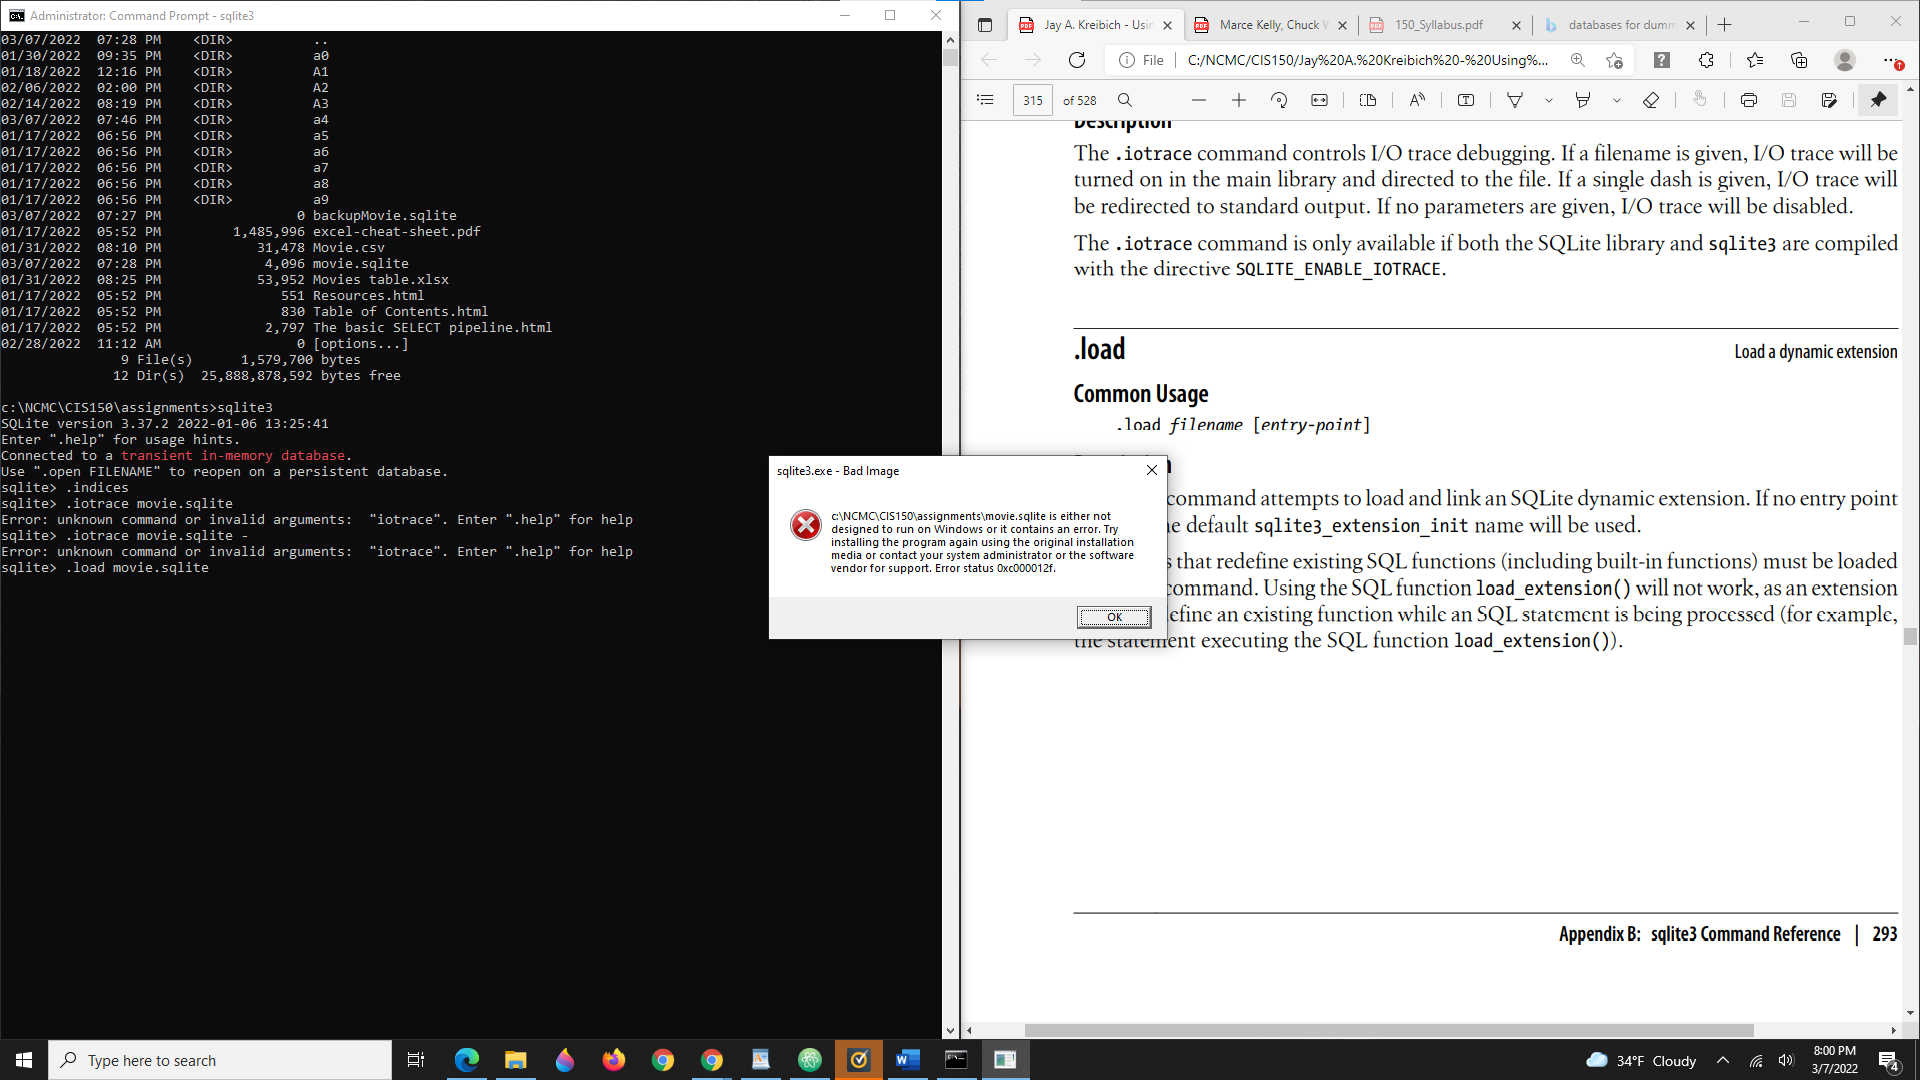 Administrator: Command Prompt - sqlite3
03/07/2022  07:28 PM    <DIR>          ..
01/30/2022  09:35 PM    <DIR>          a0
01/18/2022  12:16 PM    <DIR>          A1
02/06/2022  02:00 PM    <DIR>          A2
02/14/2022  08:19 PM    <DIR>          A3
03/07/2022  07:46 PM    <DIR>          a4
01/17/2022  06:56 PM    <DIR>          a5
01/17/2022  06:56 PM    <DIR>          a6
01/17/2022  06:56 PM    <DIR>          a7
01/17/2022  06:56 PM    <DIR>          a8
01/17/2022  06:56 PM    <DIR>          a9
03/07/2022  07:27 PM                 0 backupMovie.sqlite
01/17/2022  05:52 PM         1,485,996 excel-cheat-sheet.pdf
01/31/2022  08:10 PM            31,478 Movie.csv
03/07/2022  07:28 PM             4,096 movie.sqlite
01/31/2022  08:25 PM            53,952 Movies table.xlsx
01/17/2022  05:52 PM               551 Resources.html
01/17/2022  05:52 PM               830 Table of Contents.html
01/17/2022  05:52 PM             2,797 The basic SELECT pipeline.html
02/28/2022  11:12 AM                 0 [options...]
9 File(s)      1,579,700 bytes
12 Dir(s)  25,888,878,592 bytes free
c:\NCMC\CIS150\assignments>sqlite3
SQLite version 3.37.2 2022-01-06 13:25:41
Enter ".help" for usage hints.
Connected to a transient in-memory database.
Use ".open FILENAME" to reopen on a persistent database.
sqlite> .indices
sqlite> .iotrace movie.sqlite
Error: unknown command or invalid arguments:  "iotrace". Enter ".help" for help
sqlite> .iotrace movie.sqlite -
Error: unknown command or invalid arguments:  "iotrace". Enter ".help" for help
sqlite> .load movie.sqlite
sqlite3.exe - Bad Image
c:\NCMC\CIS150\assignments\movie.sqlite is either not
designed to run on Windows or it contains an error. Try
installing the program again using the original installation
media or contact your system administrator or the software
vendor for support. Error status 0xc000012f.
OK
Jay A. Kreibich - Usin
Marce Kelly, Chuck
150_Syllabus.pdf
databases for dumm
File
C:/NCMC/CIS150/Jay%20A.%20Kreibich%20-%20Using%...
315 of 528
Description
The .iotrace command controls I/O trace debugging. If a filename is given, I/O trace will be
turned on in the main library and directed to the file. If a single dash is given, I/O trace will
be redirected to standard output. If no parameters are given, I/O trace will be disabled.
The .iotrace command is only available if both the SQLite library and sqlite3 are compiled
with the directive SQLITE_ENABLE_IOTRACE.
.load Load a dynamic extension
Common Usage
.load filename [entry-point]
command attempts to load and link an SQLite dynamic extension. If no entry point
default sqlite3_extension_init name will be used.
that redefine existing SQL functions (including built-in functions) must be loaded
command. Using the SQL function load_extension() will not work, as an extension
an existing function while an SQL statement is being processed (for example,
the statement executing the SQL function load_extension()).
Appendix B: sqlite3 Command Reference | 293
Type here to search
34°F Cloudy
8:00 PM
3/7/2022
4